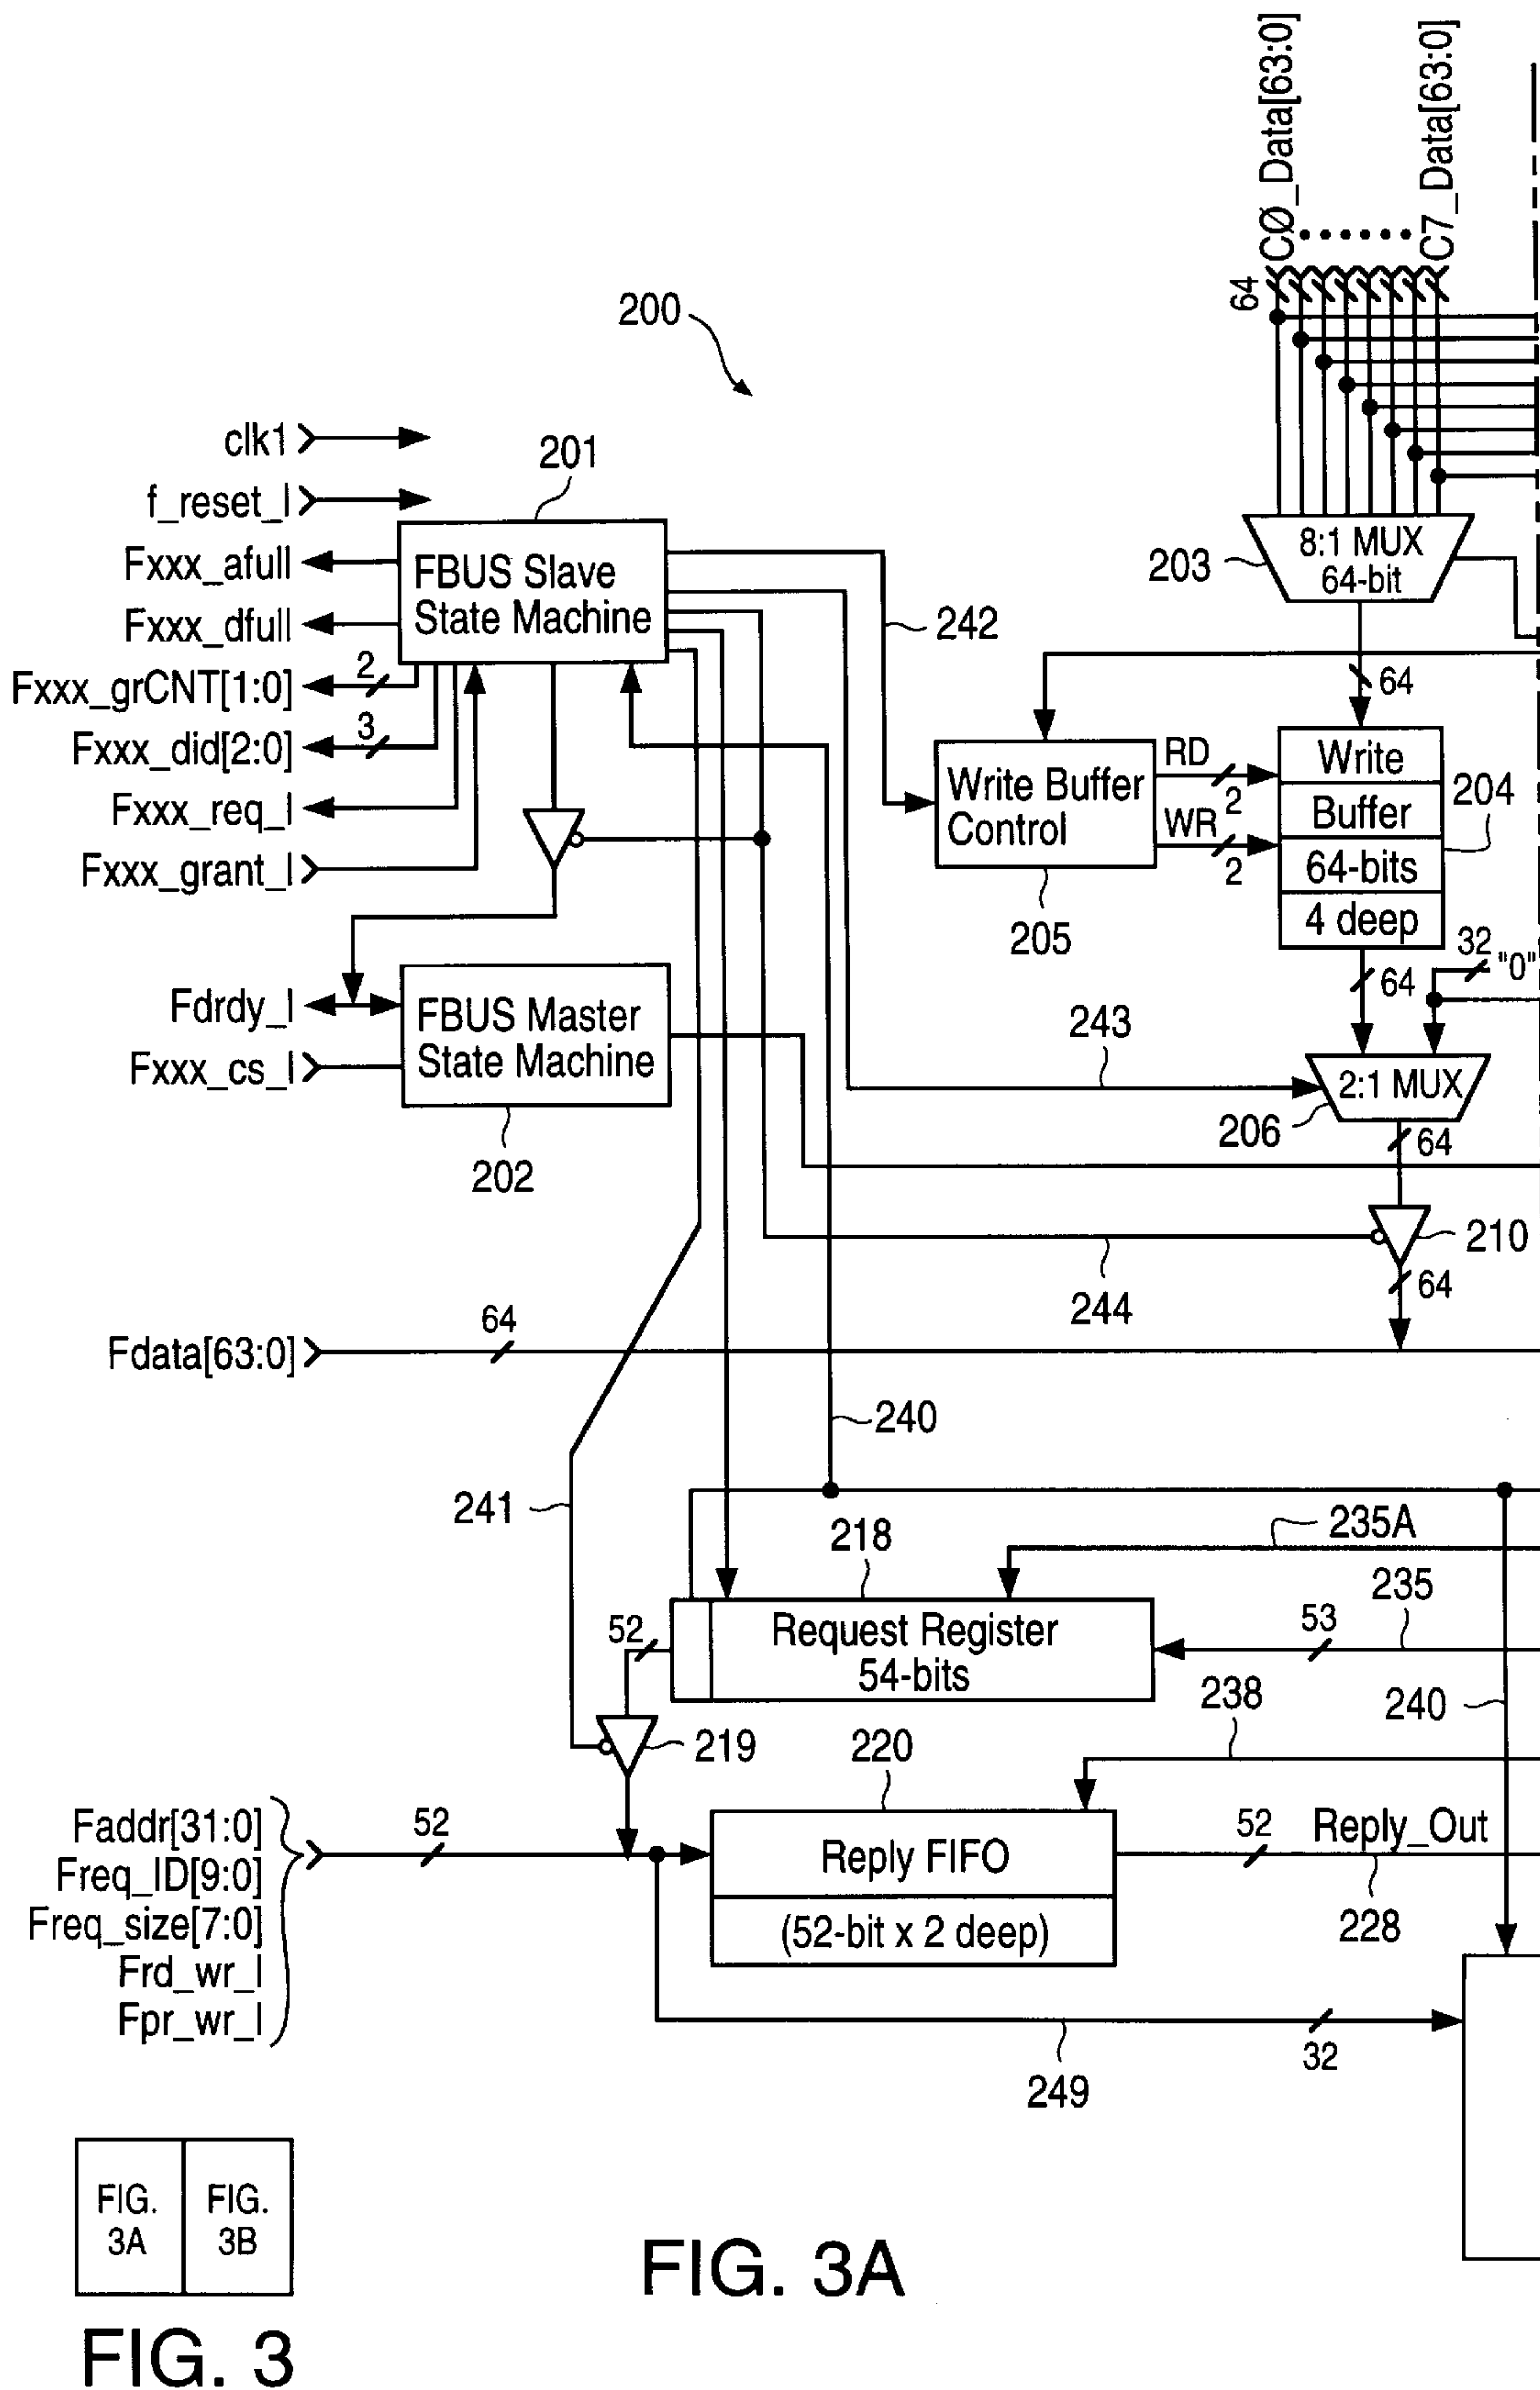 CØ_Data[63:0]
C7_Data[63:0]
64
200
clk1
201
f_reset_l
Fxxx_afull
FBUS Slave
State Machine
8:1 MUX
64-bit
203
Fxxx_dfull
242
2
Fxxx_grCNT[1:0]
64
3
Fxxx_did[2:0]
RD
2
Write
Buffer
64-bits
4 deep
204
Fxxx_req_l
Write Buffer
Control
WR
2
Fxxx_grant_l
205
32
"0"
64
Fdrdy_l
FBUS Master
State Machine
243
Fxxx_cs_l
2:1 MUX
206
64
202
210
64
244
Fdata[63:0]
64
240
241
218
235A
235
52
Request Register
54-bits
53
238
240
219
220
Faddr[31:0]
Freq_ID[9:0]
Freq_size[7:0]
Frd_wr_l
Fpr_wr_l
52
Reply FIFO
(52-bit x 2 deep)
52
Reply_Out
228
32
249
FIG.
3A
FIG.
3B
FIG. 3A
FIG. 3